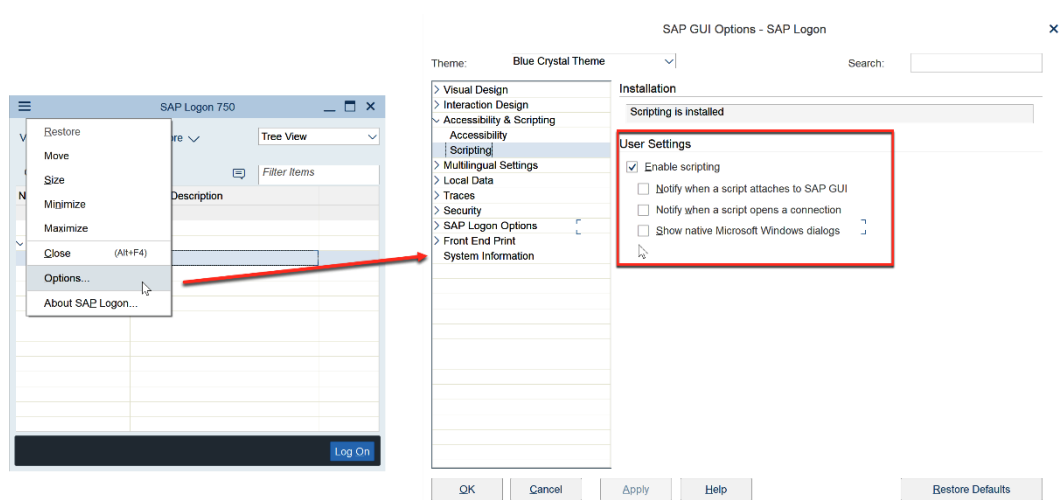 SAP Logon 750
Restore
Move
Size
Minimize
Maximize
Close (Alt+F4)
Options...
About SAP Logon...
Tree View
Filter Items
Description
Log On
SAP GUI Options - SAP Logon
Theme: Blue Crystal Theme Search:
Visual Design
Interaction Design
Accessibility & Scripting
Accessibility
Scripting
Multilingual Settings
Local Data
Traces
Security
SAP Logon Options
Front End Print
System Information
Installation
Scripting is installed
User Settings
Enable scripting
Notify when a script attaches to SAP GUI
Notify when a script opens a connection
Show native Microsoft Windows dialogs
OK Cancel Apply Help Restore Defaults